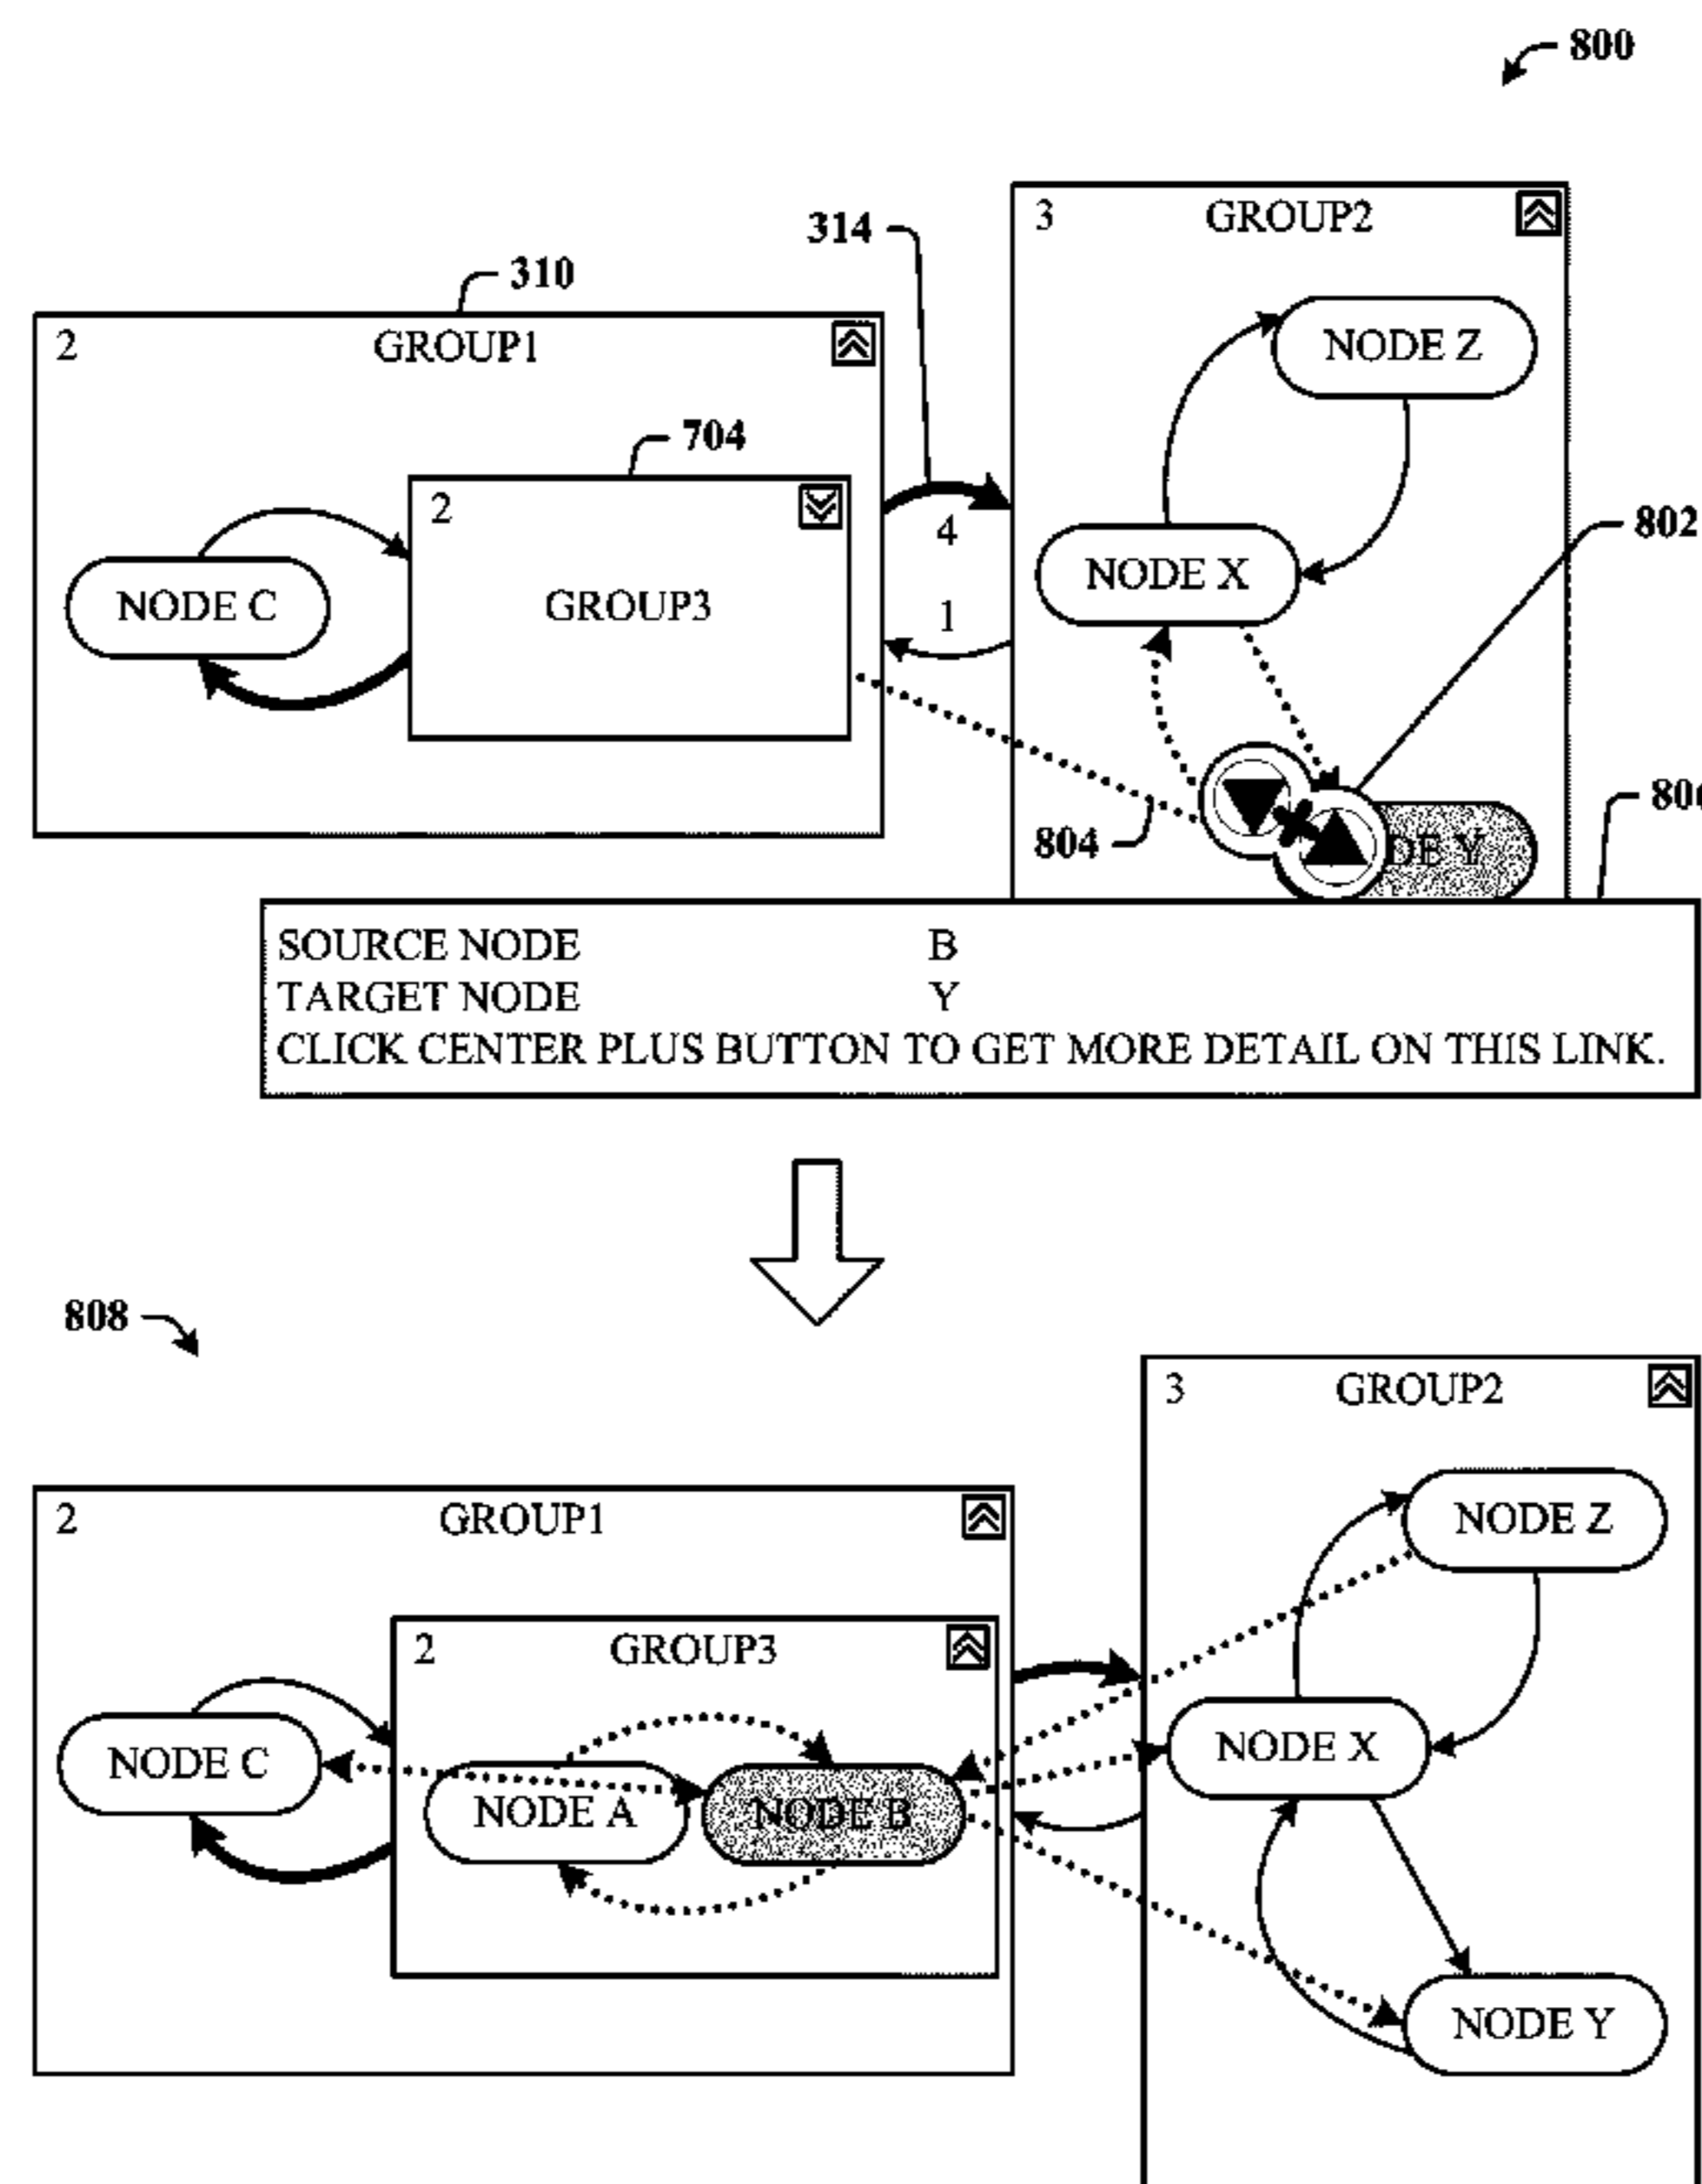 800
314
3 GROUP2
310
2 GROUP1
NODE Z
704
2
4
802
NODE X
NODE C
GROUP3
1
804
DE Y
SOURCE NODE B
TARGET NODE Y
CLICK CENTER PLUS BUTTON TO GET MORE DETAIL ON THIS LINK.
808
3 GROUP2
2 GROUP1
NODE Z
2 GROUP3
NODE C
NODE X
NODE A
NODE B
NODE Y